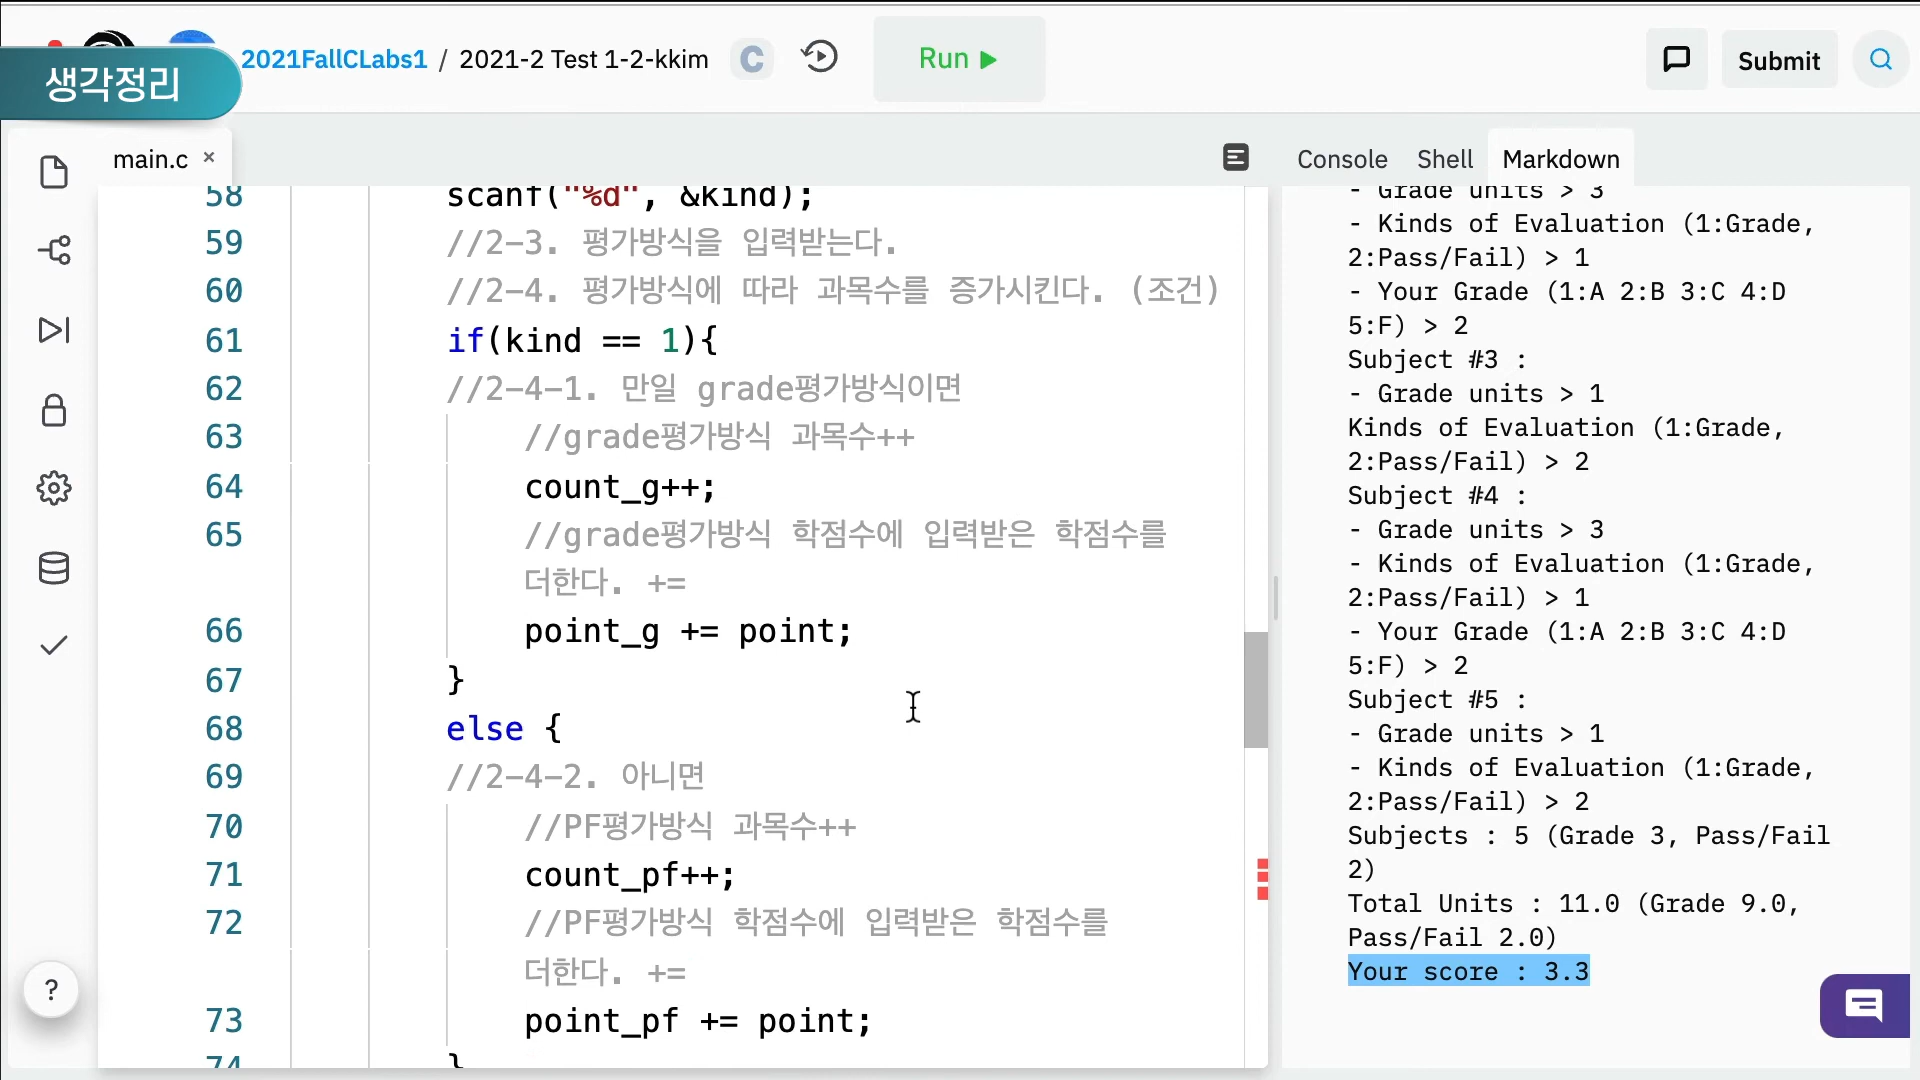 생각정리
2021FallCLabs1 / 2021-2 Test 1-2-kkim C Run Submit
main.c ×
Console Shell Markdown
58 scanf("%d", &kind);
59 //2-3. 평가방식을 입력받는다.
60 //2-4. 평가방식에 따라 과목수를 증가시킨다. (조건)
61 if(kind == 1){
62 //2-4-1. 만일 grade평가방식이면
63 //grade평가방식 과목수++
64 count_g++;
65 //grade평가방식 학점수에 입력받은 학점수를
더한다. +=
66 point_g += point;
67 }
68 else {
69 //2-4-2. 아니면
70 //PF평가방식 과목수++
71 count_pf++;
72 //PF평가방식 학점수에 입력받은 학점수를
더한다. +=
73 point_pf += point;
74 }
- Grade units > 3
- Kinds of Evaluation (1:Grade,
2:Pass/Fail) > 1
- Your Grade (1:A 2:B 3:C 4:D
5:F) > 2
Subject #3 :
- Grade units > 1
Kinds of Evaluation (1:Grade,
2:Pass/Fail) > 2
Subject #4 :
- Grade units > 3
- Kinds of Evaluation (1:Grade,
2:Pass/Fail) > 1
- Your Grade (1:A 2:B 3:C 4:D
5:F) > 2
Subject #5 :
- Grade units > 1
- Kinds of Evaluation (1:Grade,
2:Pass/Fail) > 2
Subjects : 5 (Grade 3, Pass/Fail
2)
Total Units : 11.0 (Grade 9.0,
Pass/Fail 2.0)
Your score : 3.3
?